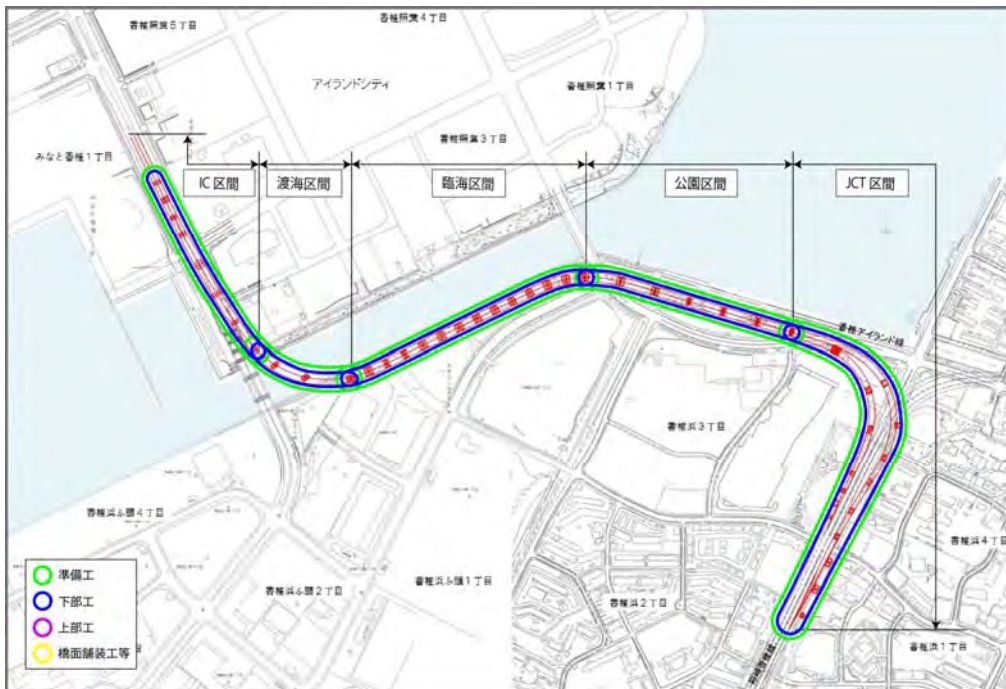 香椎照葉5丁目
香椎照葉4丁目
アイランドシティ
香椎照葉1丁目
香椎照葉3丁目
みなと香椎1丁目
IC区間
渡海区間
臨海区間
公園区間
JCT区間
香椎アイランド線
香椎浜3丁目
香椎浜ふ頭4丁目
香椎浜4丁目
香椎浜ふ頭1丁目
香椎浜ふ頭2丁目
香椎浜2丁目
香椎浜1丁目
準備工
下部工
上部工
橋面舗装工等